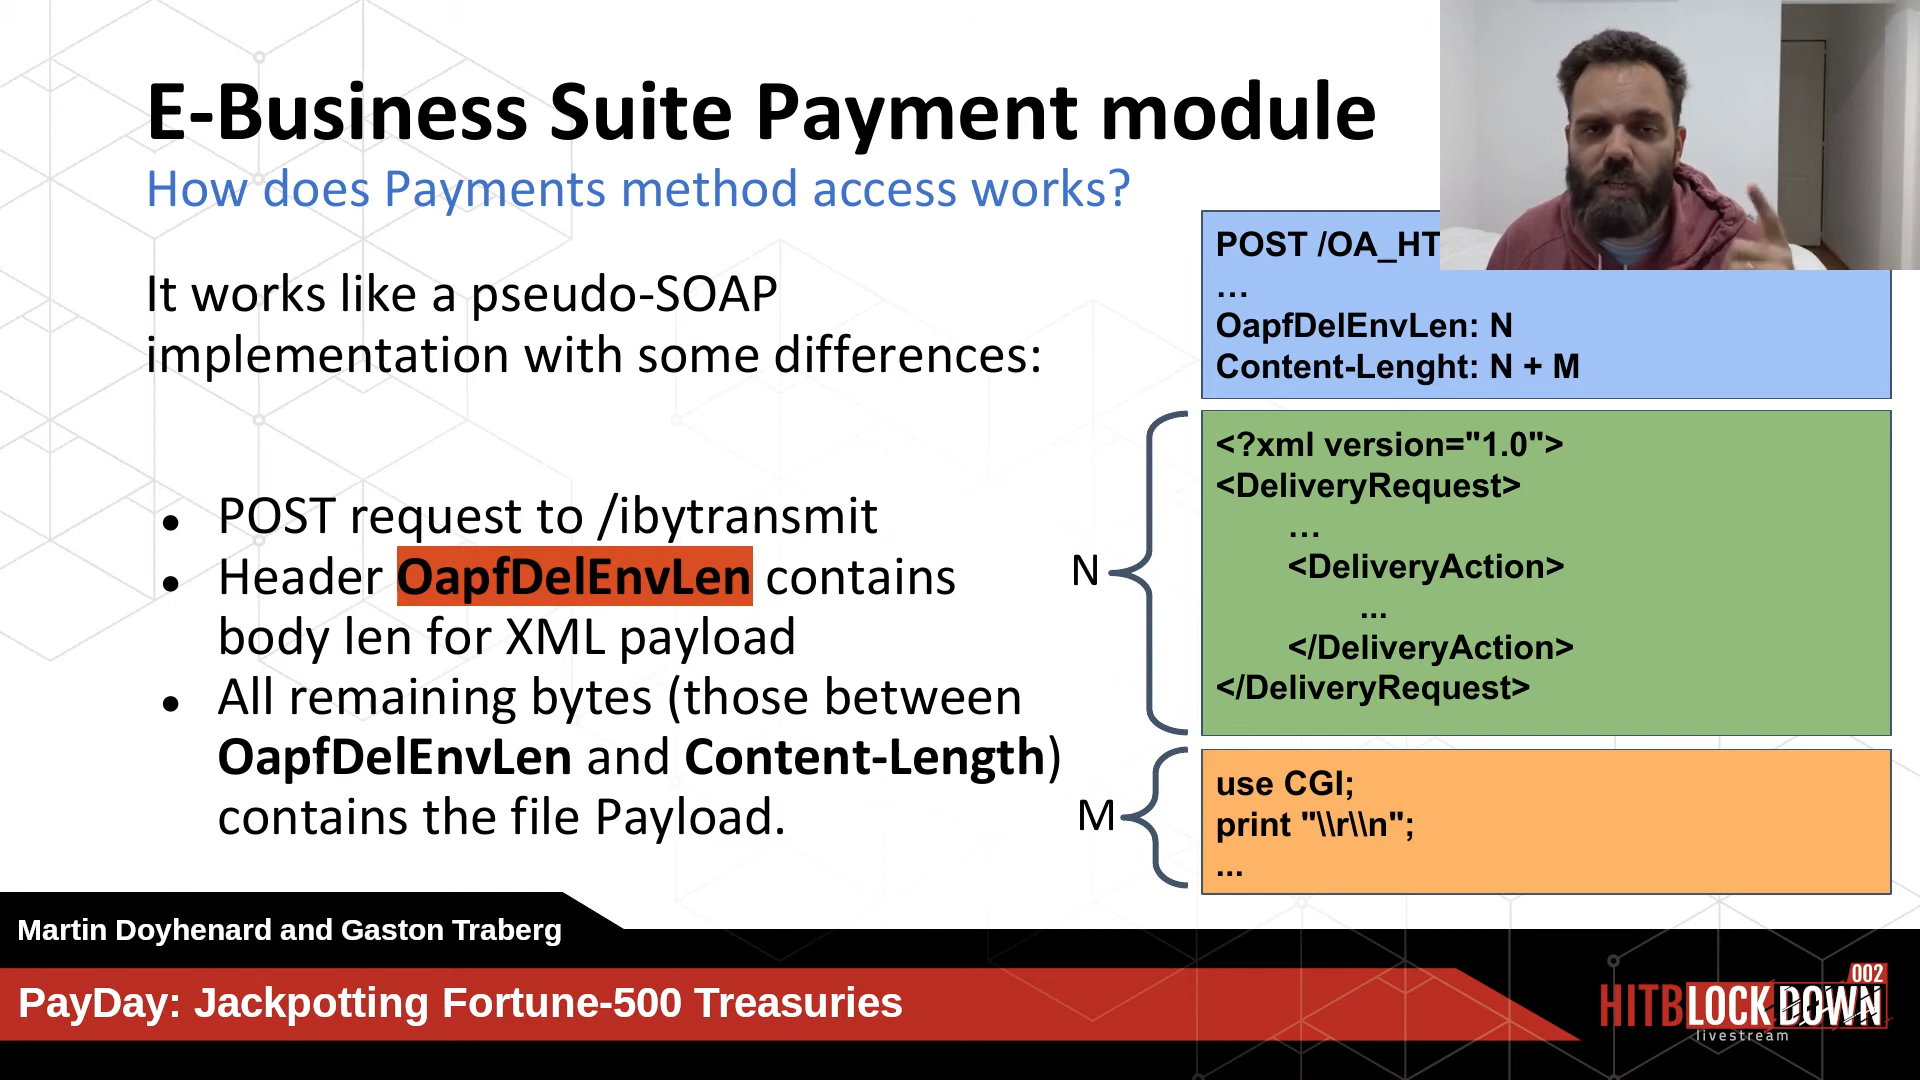 E-Business Suite Payment module
How does Payments method access works?
It works like a pseudo-SOAP
implementation with some differences:
● POST request to /ibytransmit
● Header OapfDelEnvLen contains
body len for XML payload
● All remaining bytes (those between
OapfDelEnvLen and Content-Length)
contains the file Payload.
POST /OA_HT
…
OapfDelEnvLen: N
Content-Lenght: N + M
N
<?xml version="1.0">
<DeliveryRequest>
…
<DeliveryAction>
...
</DeliveryAction>
</DeliveryRequest>
M
use CGI;
print "\\r\\n";
...
Martin Doyhenard and Gaston Traberg
PayDay: Jackpotting Fortune-500 Treasuries
002
HITBLOCKDOWN
livestream